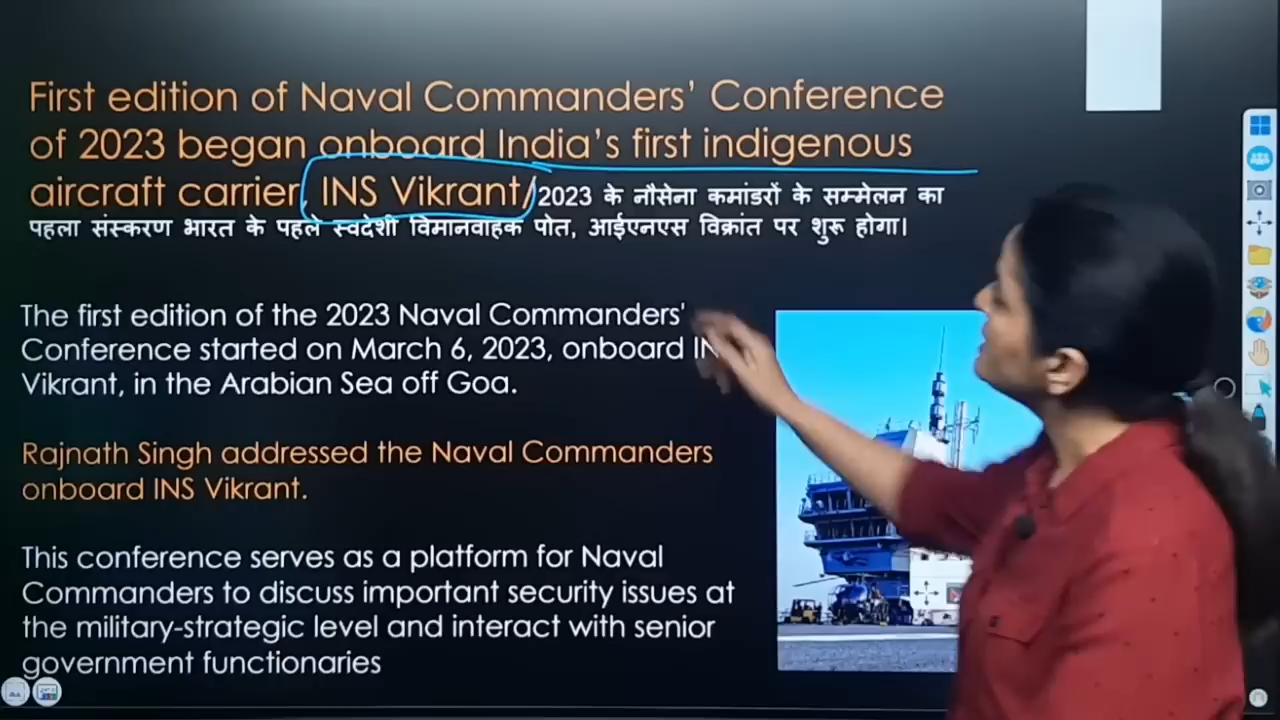 First edition of Naval Commanders' Conference
of 2023 began onboard India's first indigenous
aircraft carrier, INS Vikrant/2023 के नौसेना कमांडरों के सम्मेलन का
पहला संस्करण भारत के पहले स्वदेशी विमानवाहक पोत, आईएनएस विक्रांत पर शुरू होगा।
The first edition of the 2023 Naval Commanders'
Conference started on March 6, 2023, onboard
Vikrant, in the Arabian Sea off Goa.
Rajnath Singh addressed the Naval Commanders
onboard INS Vikrant.
This conference serves as a platform for Naval
Commanders to discuss important security issues at
the military-strategic level and interact with senior
government functionaries